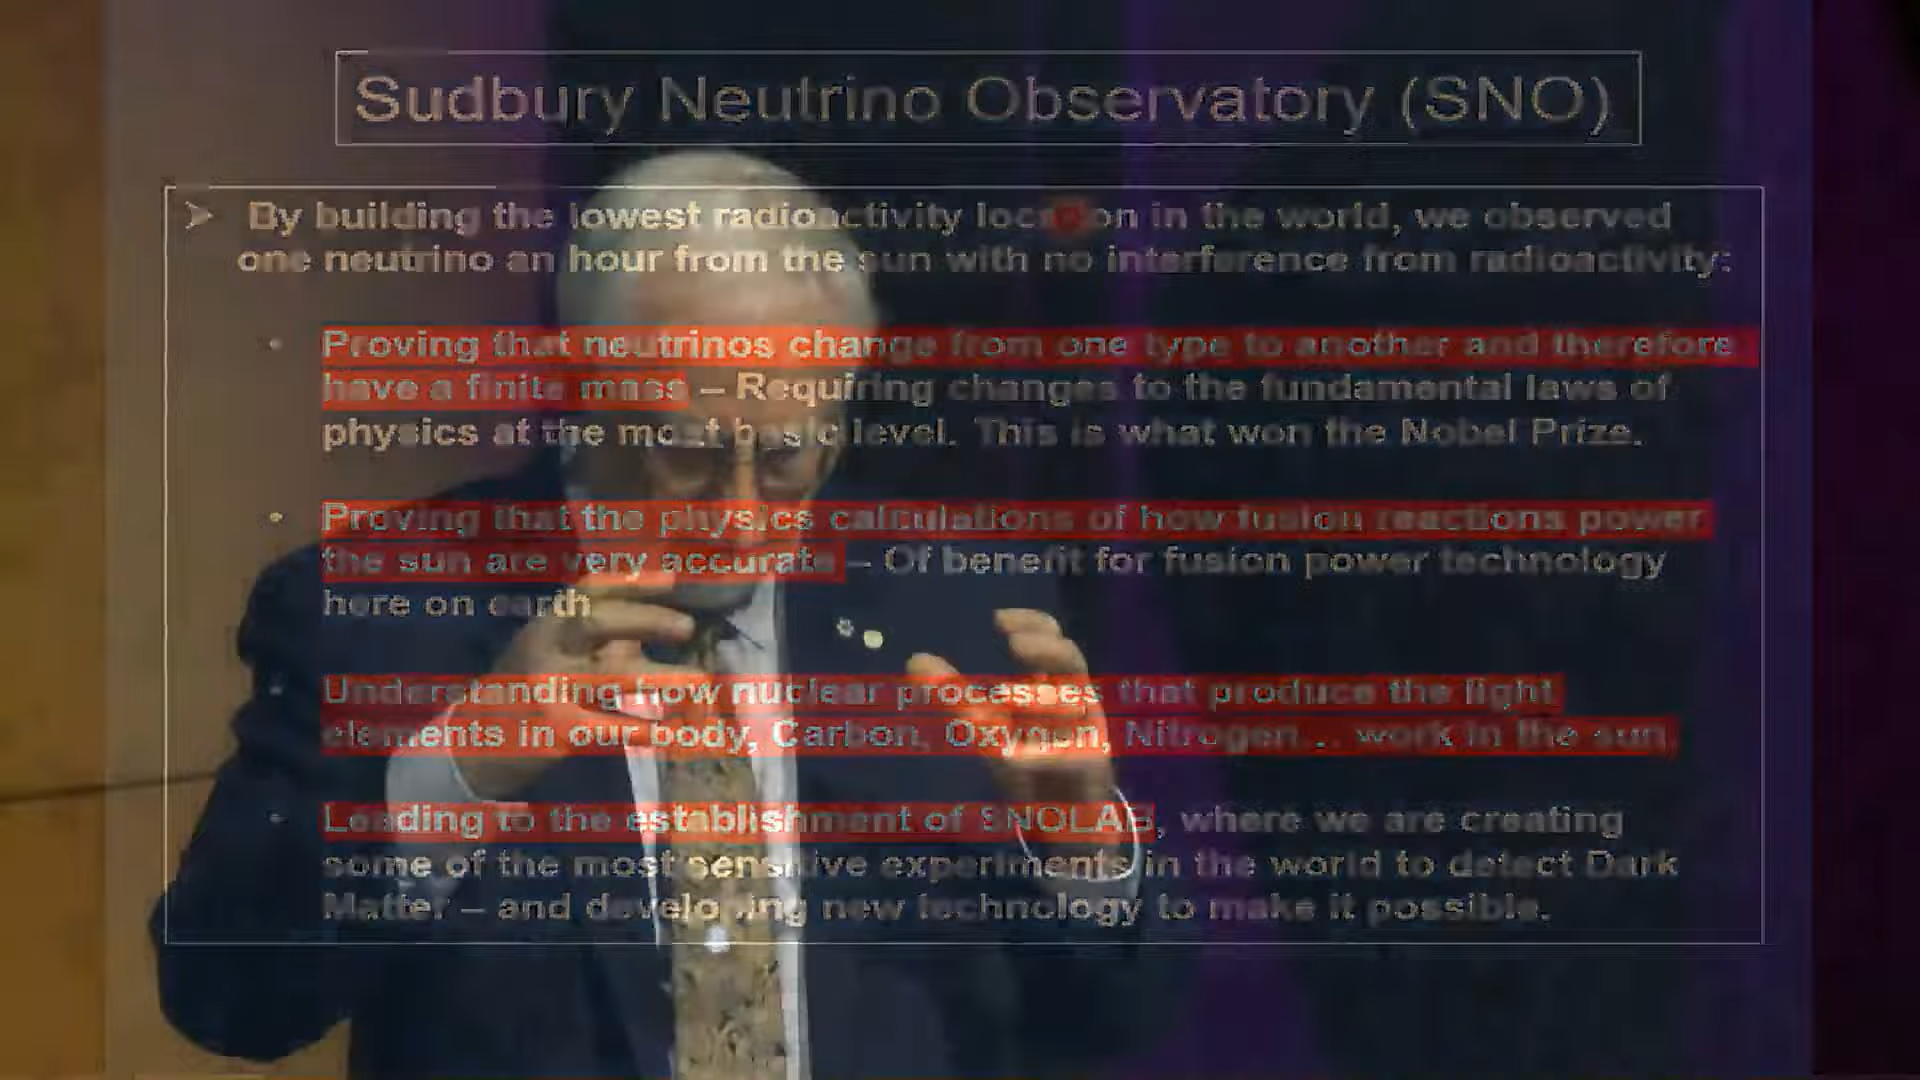 Sudbury Neutrino Observatory (SNO)
➤ By building the lowest radioactivity location in the world, we observed
one neutrino an hour from the sun with no interference from radioactivity:
• Proving that neutrinos change from one type to another and therefore
have a finite mass – Requiring changes to the fundamental laws of
physics at the most basic level. This is what won the Nobel Prize.
• Proving that the physics calculations of how fusion reactions power
the sun are very accurate – Of benefit for fusion power technology
here on earth
• Understanding how nuclear processes that produce the light
elements in our body, Carbon, Oxygen, Nitrogen... work in the sun.
• Leading to the establishment of SNOLAB, where we are creating
some of the most sensitive experiments in the world to detect Dark
Matter – and developing new technology to make it possible.